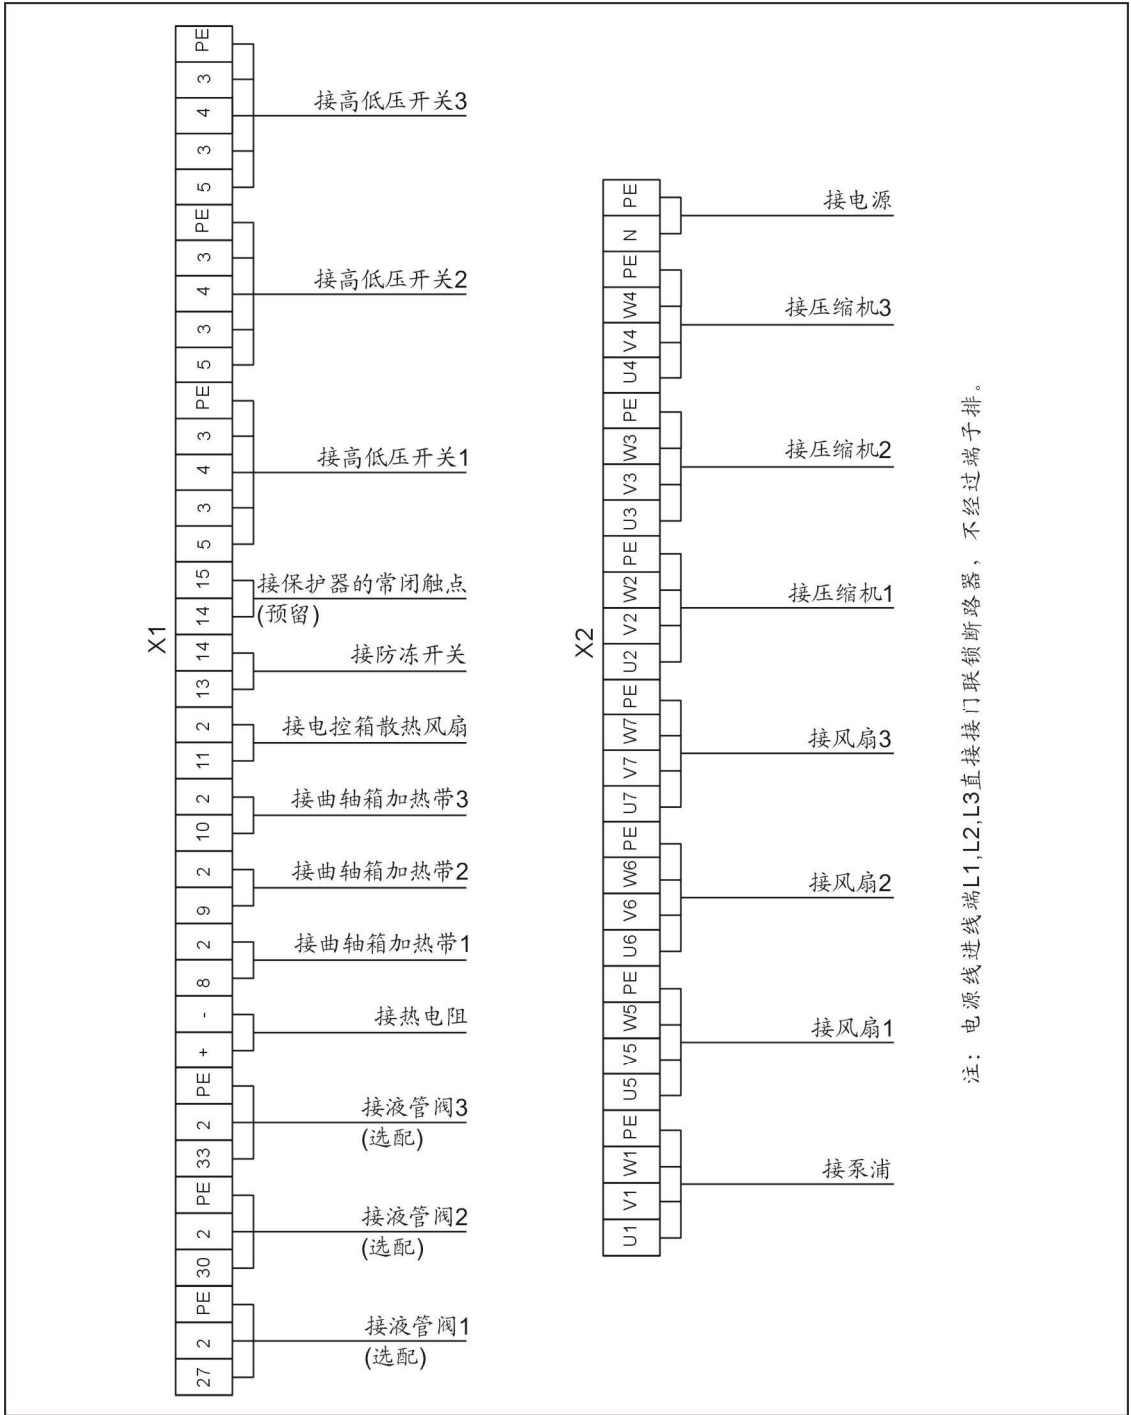 X1
PE
3
接高低压开关3
4
3
5
PE
3
接高低压开关2
4
3
5
PE
3
接高低压开关1
4
3
5
15
接保护器的常闭触点
(预留)
14
14
接防冻开关
13
2
接电控箱散热风扇
11
2
接曲轴箱加热带3
10
2
接曲轴箱加热带2
9
2
接曲轴箱加热带1
8
-
接热电阻
+
PE
2
接液管阀3
(选配)
33
PE
2
接液管阀2
(选配)
30
PE
2
接液管阀1
(选配)
27
X2
PE
接电源
N
PE
W4
接压缩机3
V4
U4
PE
W3
接压缩机2
V3
U3
PE
W2
接压缩机1
V2
U2
PE
W7
接风扇3
V7
U7
PE
W6
接风扇2
V6
U6
PE
W5
接风扇1
V5
U5
PE
W1
接泵浦
V1
U1
注：电源线进线端L1,L2,L3直接接门联锁断路器，不经过端子排。